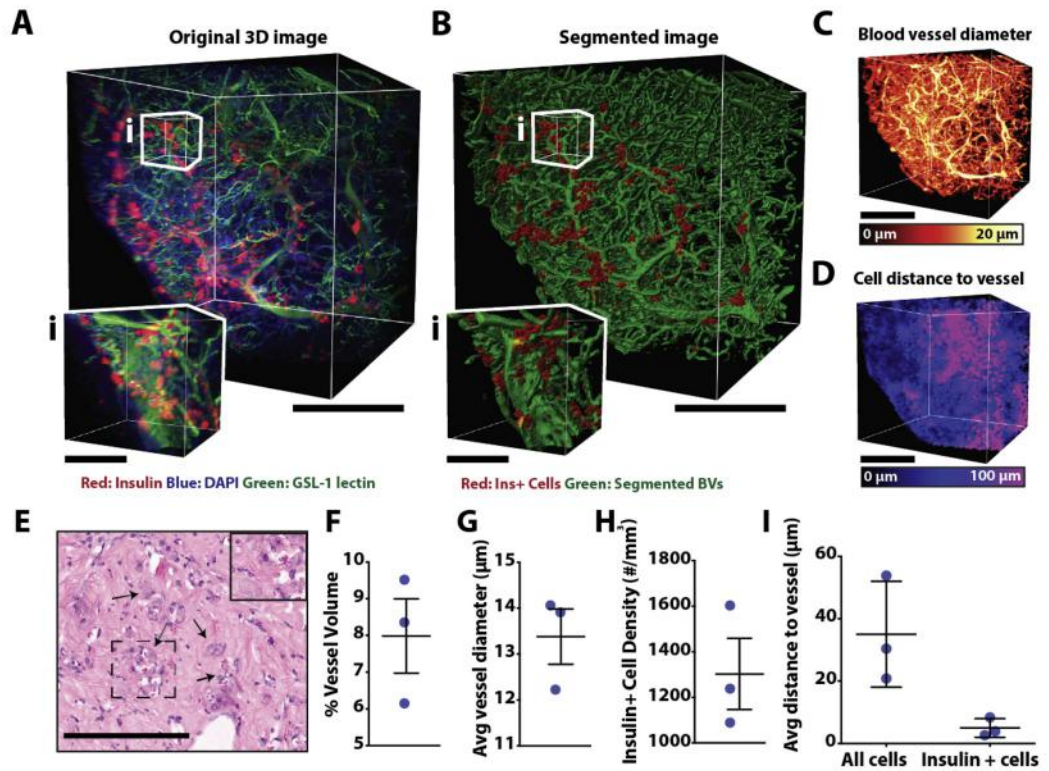 A
Original 3D image
i
i
Red: Insulin Blue: DAPI Green: GSL-1 lectin
B
Segmented image
i
i
Red: Ins+ Cells Green: Segmented BVs
C
Blood vessel diameter
0 µm 20 µm
D
Cell distance to vessel
0 µm 100 µm
E
F
% Vessel Volume
10
9
8
7
6
5
G
Avg vessel diameter (µm)
15
14
13
12
11
H
Insulin+ Cell Density (#/mm³)
1800
1600
1400
1200
1000
I
Avg distance to vessel (µm)
60
40
20
0
All cells Insulin + cells